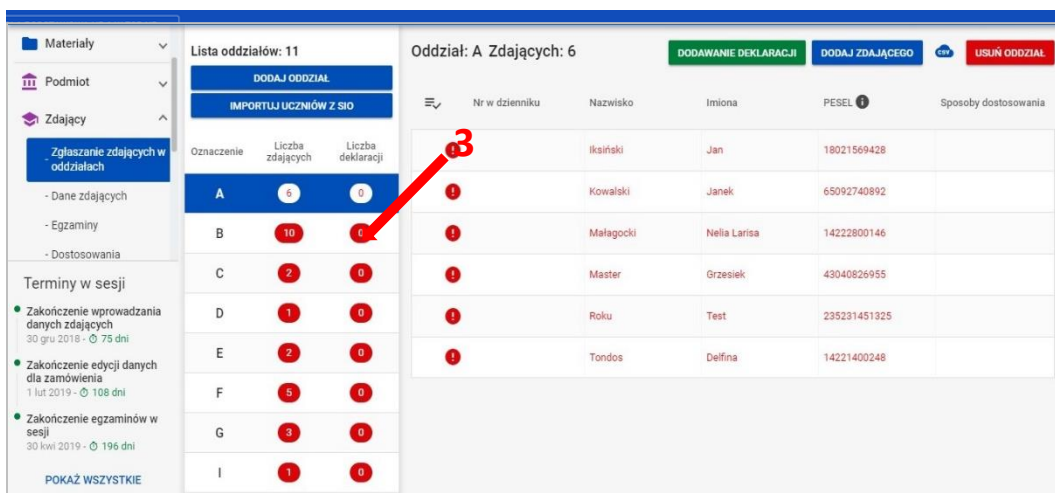 Materiały
Podmiot
Zdający
- Zgłaszanie zdających w
oddziałach
- Dane zdających
- Egzaminy
- Dostosowania
Terminy w sesji
Zakończenie wprowadzania
danych zdających
30 gru 2018 - 75 dni
Zakończenie edycji danych
dla zamówienia
1 lut 2019 - 108 dni
Zakończenie egzaminów w
sesji
30 kwi 2019 - 196 dni
POKAŻ WSZYSTKIE
Lista oddziałów: 11
DODAJ ODDZIAŁ
IMPORTUJ UCZNIÓW Z SIO
Oznaczenie Liczba zdających Liczba deklaracji
A 6 0
B 10
C 2 0
D 1 0
E 2 0
F 5 0
G 3 0
I 1 0
3
Oddział: A Zdających: 6
DODAWANIE DEKLARACJI DODAJ ZDAJĄCEGO CSV USUŃ ODDZIAŁ
Nr w dzienniku Nazwisko Imiona PESEL Sposoby dostosowania
Iksiński Jan 18021569428
Kowalski Janek 65092740892
Małagocki Nelia Larisa 14222800146
Master Grzesiek 43040826955
Roku Test 235231451325
Tondos Delfina 14221400248